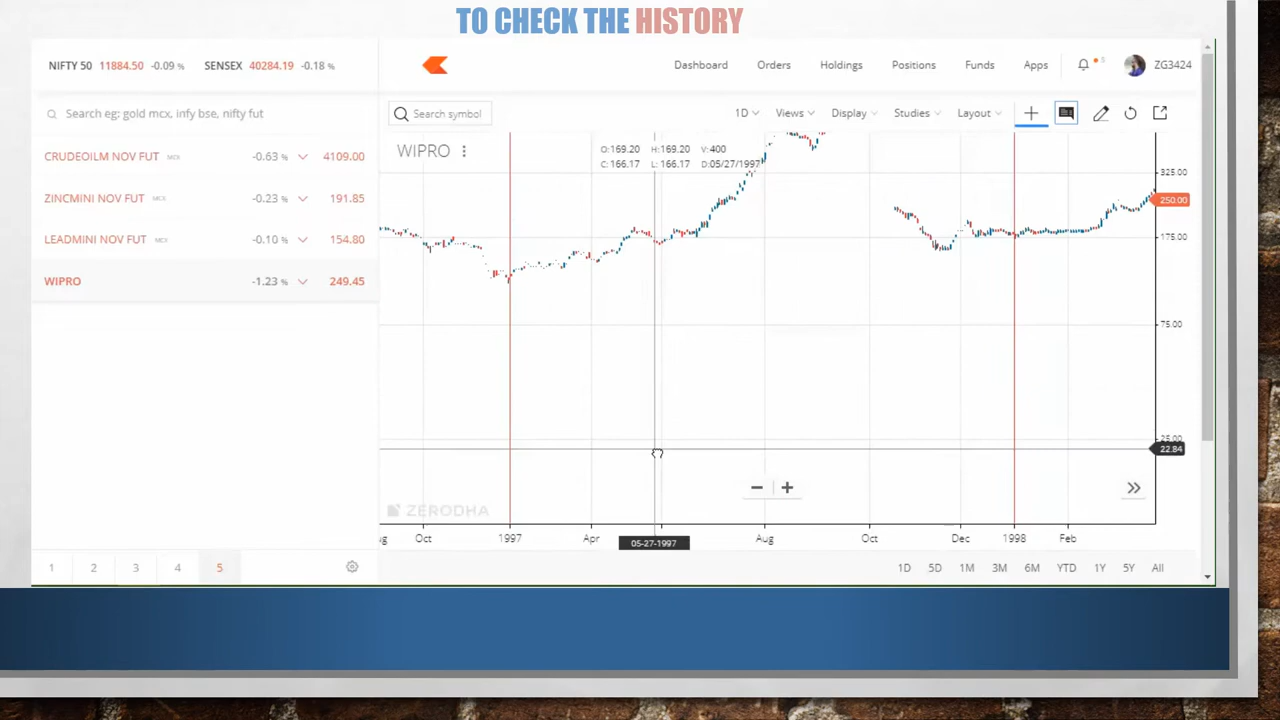 TO CHECK THE HISTORY
NIFTY 50 11884.50 -0.09 % SENSEX 40284.19 -0.18 %
Dashboard Orders Holdings Positions Funds Apps ZG3424
Search eg: gold mcx, infy bse, nifty fut
Search symbol 1D Views Display Studies Layout
CRUDEOILM NOV FUT MCX -0.63 % 4109.00
ZINCMINI NOV FUT MCX -0.23 % 191.85
LEADMINI NOV FUT MCX -0.10 % 154.80
WIPRO -1.23 % 249.45
WIPRO
O:169.20 H:169.20 V:400
C:166.17 L: 166.17 D:05/27/1997
325.00
250.00
175.00
75.00
25.00
22.84
ZERODHA
Oct 1997 Apr Aug Oct Dec 1998 Feb
05-27-1997
1 2 3 4 5
1D 5D 1M 3M 6M YTD 1Y 5Y All